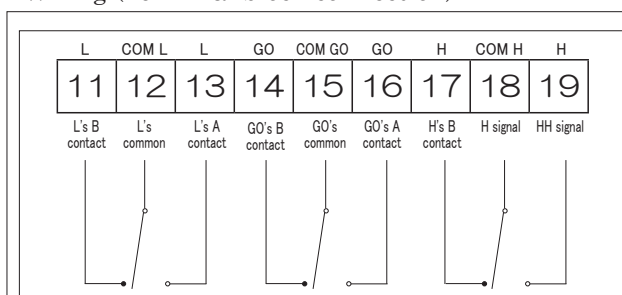 L COM L L GO COM GO GO H COM H H
11 12 13 14 15 16 17 18 19
L's B contact L's common L's A contact GO's B contact GO's common GO's A contact H's B contact H signal HH signal